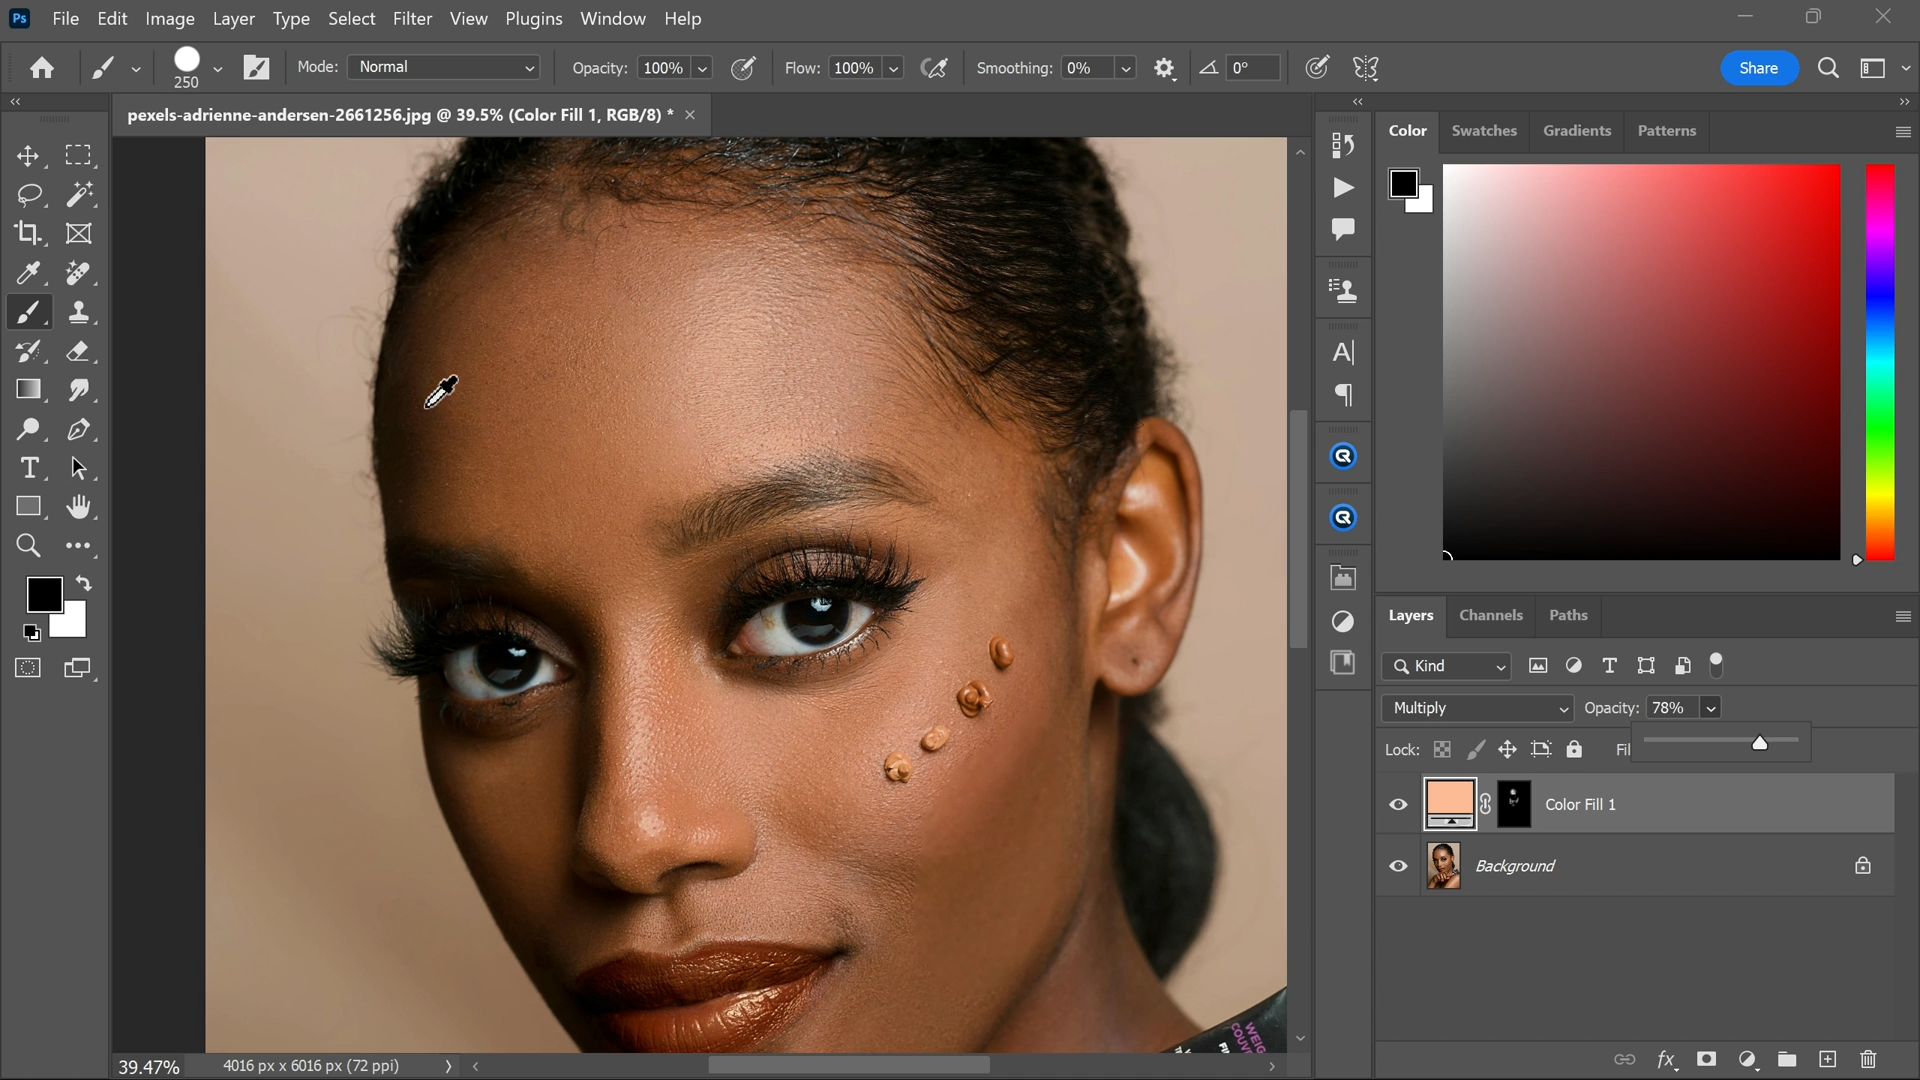 Ps File Edit Image Layer Type Select Filter View Plugins Window Help
250 Mode: Normal Opacity: 100% Flow: 100% Smoothing: 0% 0° Share
pexels-adrienne-andersen-2661256.jpg @ 39.5% (Color Fill 1, RGB/8) *
Color Swatches Gradients Patterns
Layers Channels Paths
Kind
Multiply Opacity: 78%
Lock: Fil
Color Fill 1
Background
WEIG
COUV
39.47% 4016 px x 6016 px (72 ppi)
fx